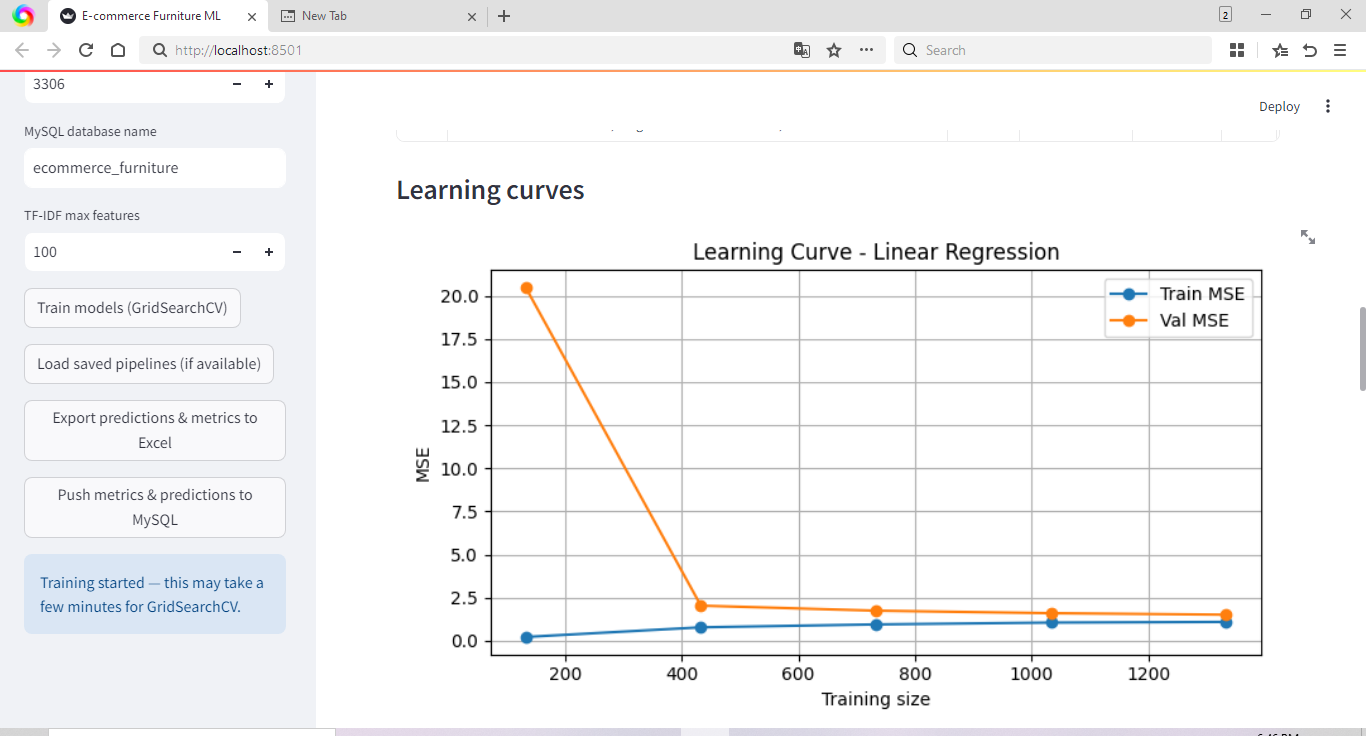 E-commerce Furniture ML
New Tab
2
http://localhost:8501
Search
3306
MySQL database name
ecommerce_furniture
TF-IDF max features
100
Train models (GridSearchCV)
Load saved pipelines (if available)
Export predictions & metrics to
Excel
Push metrics & predictions to
MySQL
Training started — this may take a
few minutes for GridSearchCV.
Deploy
Learning curves
Learning Curve - Linear Regression
Train MSE
Val MSE
MSE
20.0
17.5
15.0
12.5
10.0
7.5
5.0
2.5
0.0
200 400 600 800 1000 1200
Training size